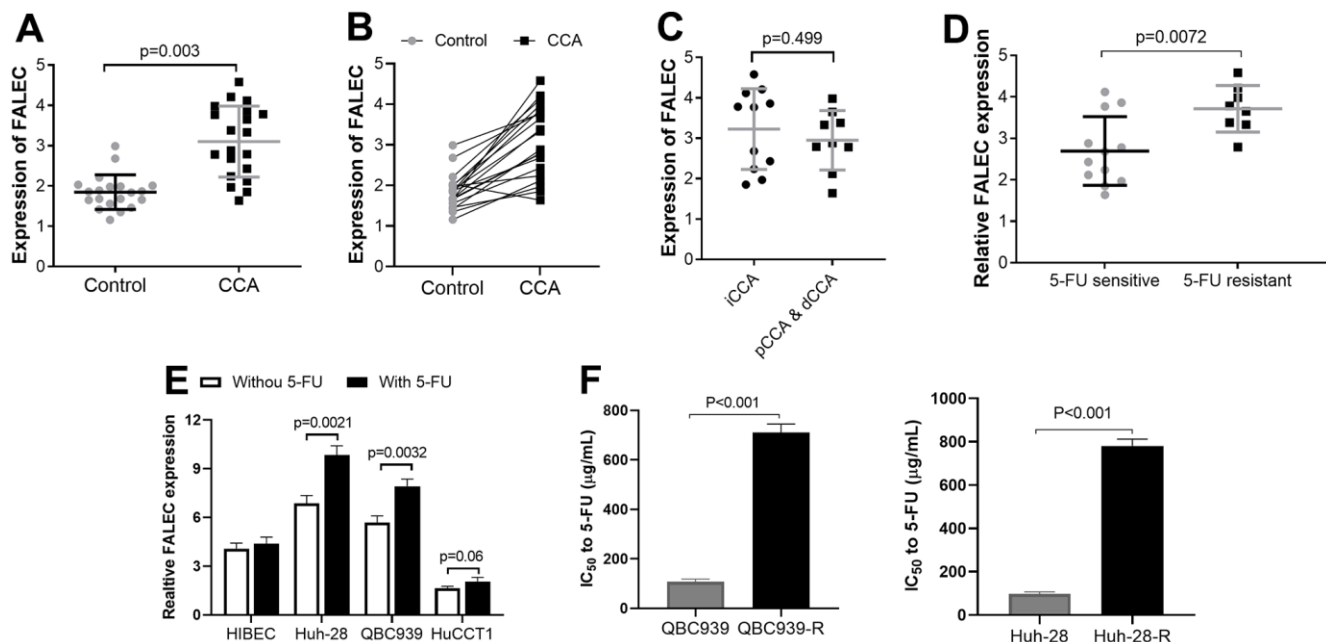 A
p=0.003
Expression of FALEC
5
4
3
2
1
0
Control
CCA
B
Control
CCA
Expression of FALEC
5
4
3
2
1
0
Control
CCA
C
p=0.499
Expression of FALEC
5
4
3
2
1
0
iCCA
pCCA & dCCA
D
p=0.0072
Relative FALEC expression
5
4
3
2
1
0
5-FU sensitive
5-FU resistant
E
Withou 5-FU
With 5-FU
Realtive FALEC expression
12
9
6
3
0
p=0.0021
p=0.0032
p=0.06
HIBEC
Huh-28
QBC939
HuCCT1
F
P<0.001
IC50 to 5-FU (μg/mL)
800
600
400
200
0
QBC939
QBC939-R
P<0.001
IC50 to 5-FU (μg/mL)
1000
800
600
400
200
0
Huh-28
Huh-28-R